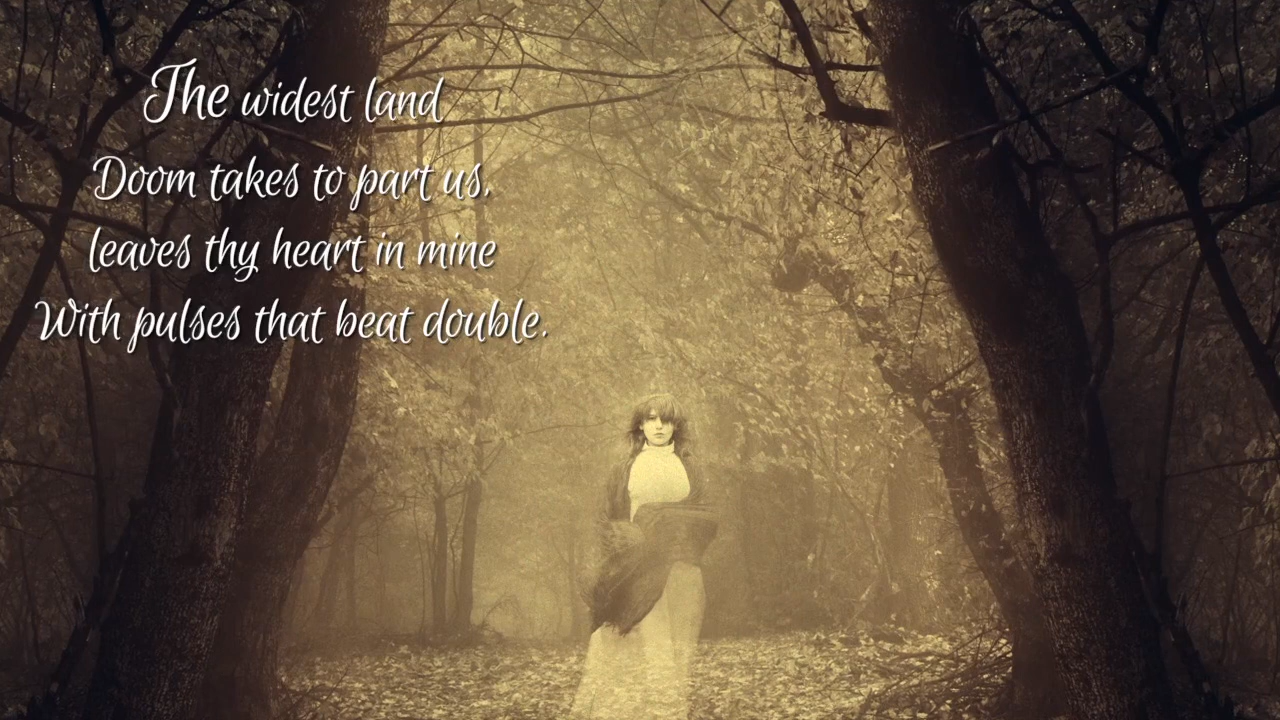 The widest land
Doom takes to part us,
leaves thy heart in mine
With pulses that beat double.